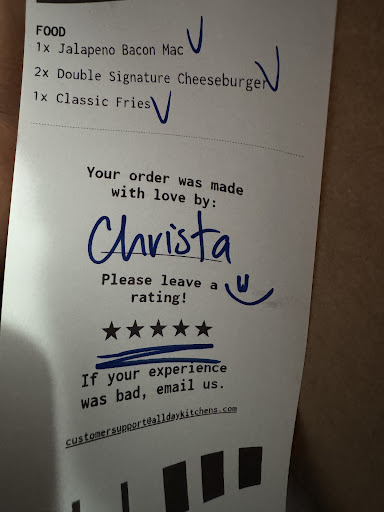 FOOD
1x Jalapeno Bacon Mac
2x Double Signature Cheeseburger
1x Classic Fries
Your order was made
with love by:
Christa
Please leave a
rating!
★★★★★
If your experience
was bad, email us.
customersupport@alldaykitchens.com